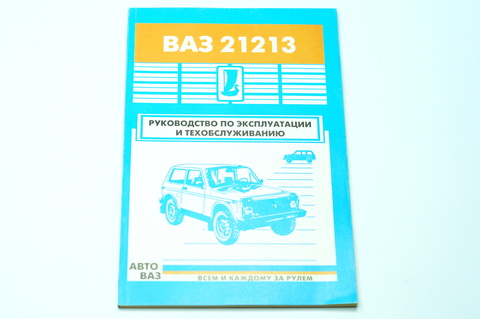 ВАЗ 21213
РУКОВОДСТВО ПО ЭКСПЛУАТАЦИИ
И ТЕХОБСЛУЖИВАНИЮ
АВТО
ВАЗ
ВСЕМ И КАЖДОМУ ЗА РУЛЕМ